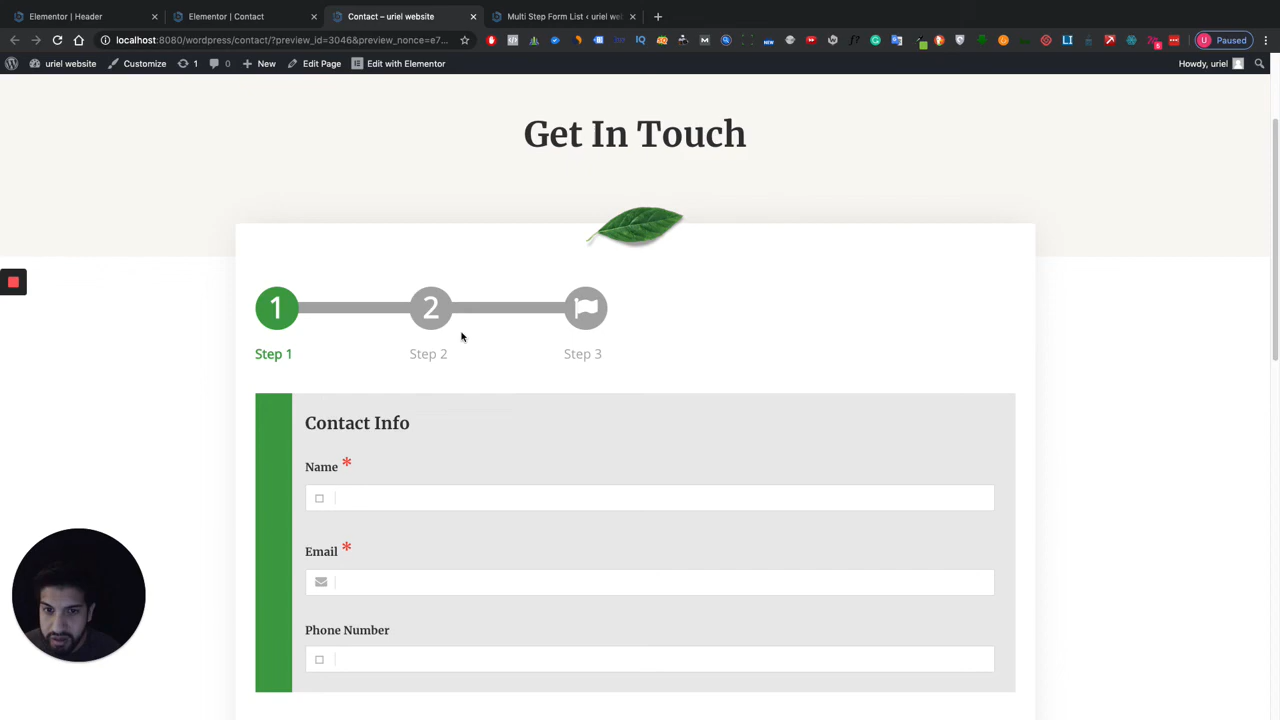 Elementor | Header
Elementor | Contact
Contact – uriel website
Multi Step Form List ‹ uriel we
localhost:8080/wordpress/contact/?preview_id=3046&preview_nonce=e7...
Paused
uriel website
Customize
1
0
New
Edit Page
Edit with Elementor
Howdy, uriel
Get In Touch
1
2
Step 1
Step 2
Step 3
Contact Info
Name *
Email *
Phone Number